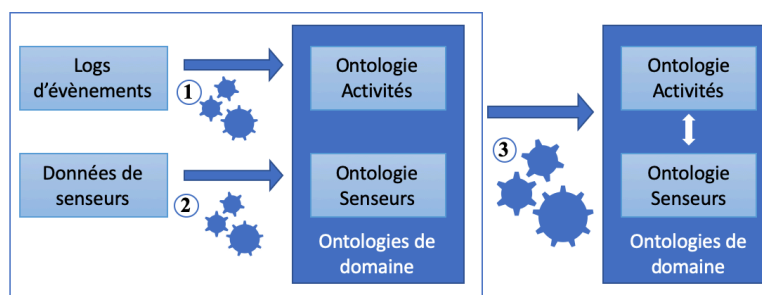 Logs
d'évènements
1
Ontologie
Activités
Données de
senseurs
2
Ontologie
Senseurs
Ontologies de
domaine
3
Ontologie
Activités
Ontologie
Senseurs
Ontologies de
domaine